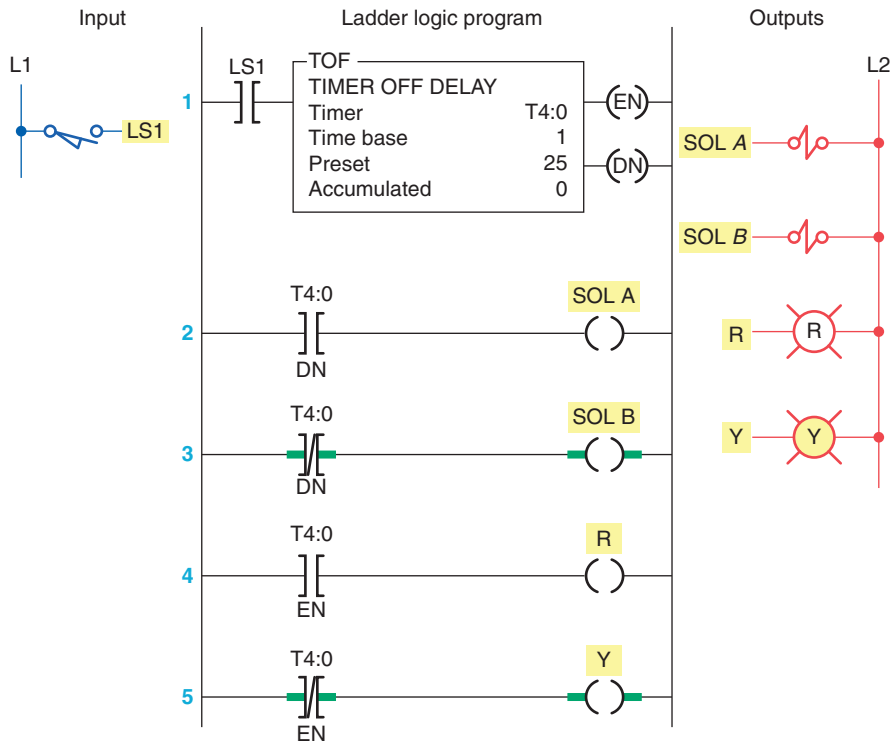 Input
Ladder logic program
Outputs
L1
LS1
L2
1
LS1
TOF
TIMER OFF DELAY
Timer T4:0
Time base 1
Preset 25
Accumulated 0
EN
DN
SOL A
SOL B
T4:0
SOL A
2
DN
R
R
T4:0
SOL B
3
DN
Y
Y
T4:0
R
4
EN
T4:0
Y
5
EN